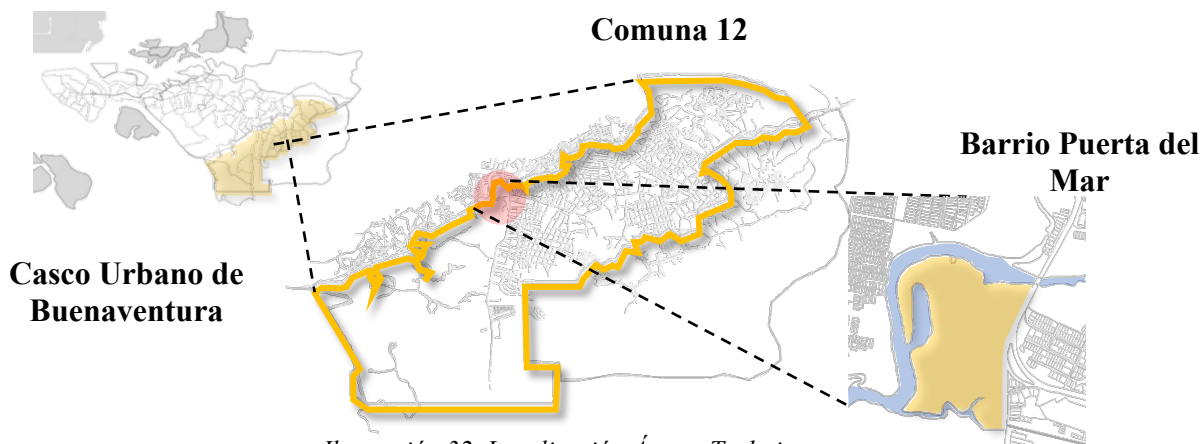 Comuna 12
Barrio Puerta del
Mar
Casco Urbano de
Buenaventura